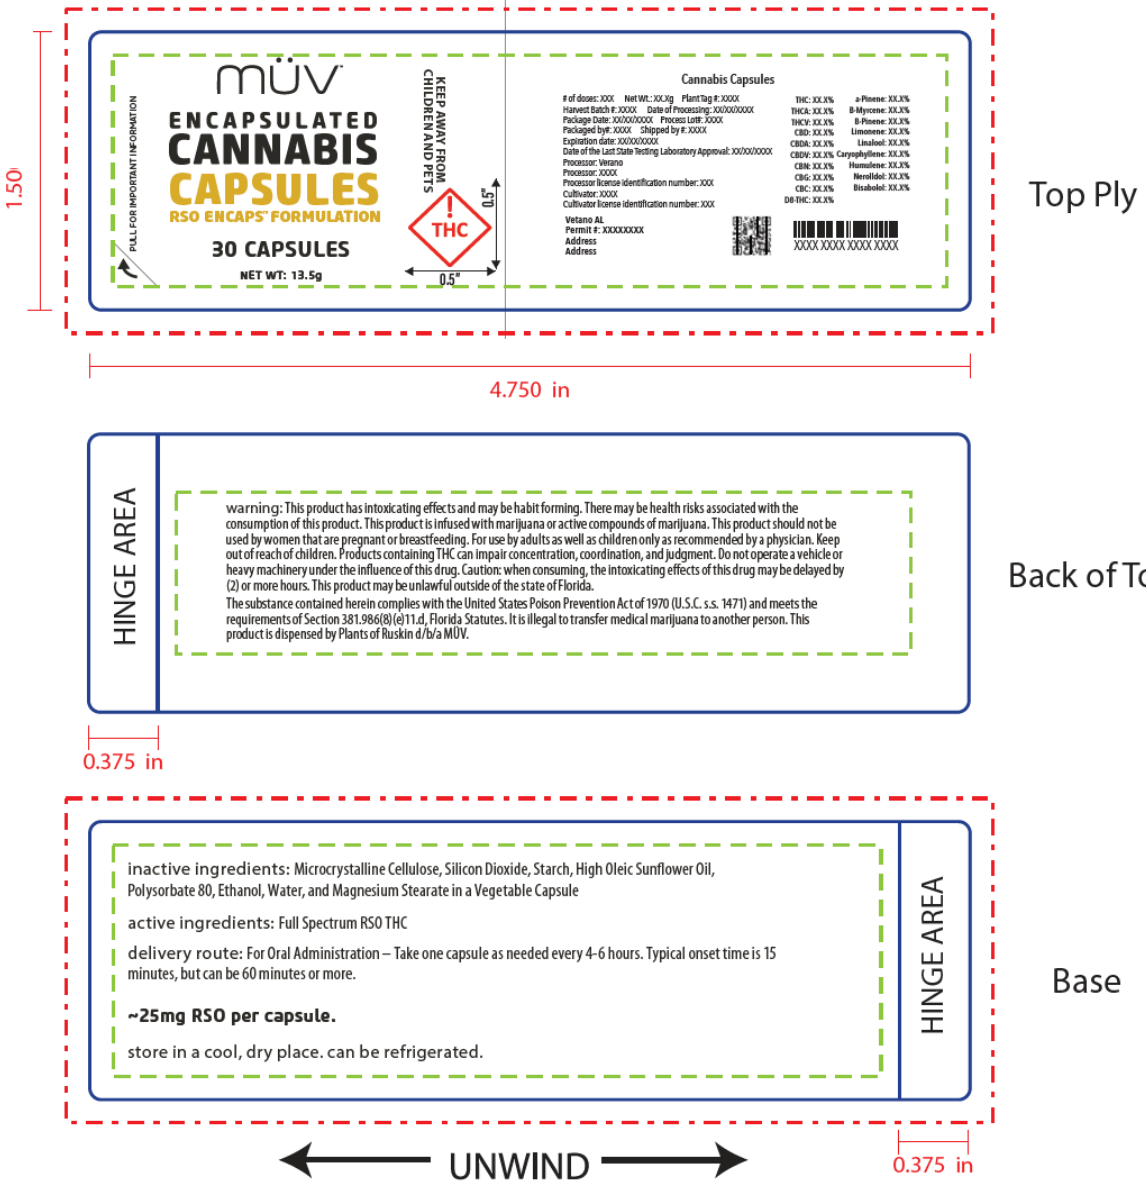 müv™
ENCAPSULATED
CANNABIS
CAPSULES
RSO ENCAPS™ FORMULATION
30 CAPSULES
NET WT: 13.5g
PULL FOR IMPORTANT INFORMATION
KEEP AWAY FROM
CHILDREN AND PETS
!
THC
0.5"
0.5"
Cannabis Capsules
# of doses: XXX Net Wt.: XX.Xg PlantTag #: XXXX
Harvest Batch #: XXXX Date of Processing: XX/XX/XXXX
Package Date: XX/XX/XXXX Process Lot#: XXXX
Packaged by#: XXXX Shipped by #: XXXX
Expiration date: XX/XX/XXXX
Date of the Last State Testing Laboratory Approval: XX/XX/XXXX
Processor: Verano
Processor: XXXX
Processor license identification number: XXX
Cultivator: XXXX
Cultivator license identification number: XXX
Vetano AL
Permit #: XXXXXXXX
Address
Address
THC: XX.X% a-Pinene: XX.X%
THCA: XX.X% B-Myrcene: XX.X%
THCV: XX.X% B-Pinene: XX.X%
CBD: XX.X% Limonene: XX.X%
CBDA: XX.X% Linalool: XX.X%
CBDV: XX.X% Caryophyllene: XX.X%
CBN: XX.X% Humulene: XX.X%
CBG: XX.X% Nerolldol: XX.X%
CBC: XX.X% Bisabolol: XX.X%
D8-THC: XX.X%
XXXX XXXX XXXX XXXX
1.50
Top Ply
4.750 in
HINGE AREA
warning: This product has intoxicating effects and may be habit forming. There may be health risks associated with the
consumption of this product. This product is infused with marijuana or active compounds of marijuana. This product should not be
used by women that are pregnant or breastfeeding. For use by adults as well as children only as recommended by a physician. Keep
out of reach of children. Products containing THC can impair concentration, coordination, and judgment. Do not operate a vehicle or
heavy machinery under the influence of this drug. Caution: when consuming, the intoxicating effects of this drug may be delayed by
(2) or more hours. This product may be unlawful outside of the state of Florida.
The substance contained herein complies with the United States Poison Prevention Act of 1970 (U.S.C. s.s. 1471) and meets the
requirements of Section 381.986(8)(e)11.d, Florida Statutes. It is illegal to transfer medical marijuana to another person. This
product is dispensed by Plants of Ruskin d/b/a MÜV.
Back of To
0.375 in
inactive ingredients: Microcrystalline Cellulose, Silicon Dioxide, Starch, High Oleic Sunflower Oil,
Polysorbate 80, Ethanol, Water, and Magnesium Stearate in a Vegetable Capsule
active ingredients: Full Spectrum RSO THC
delivery route: For Oral Administration – Take one capsule as needed every 4-6 hours. Typical onset time is 15
minutes, but can be 60 minutes or more.
~25mg RSO per capsule.
store in a cool, dry place. can be refrigerated.
HINGE AREA
Base
UNWIND
0.375 in